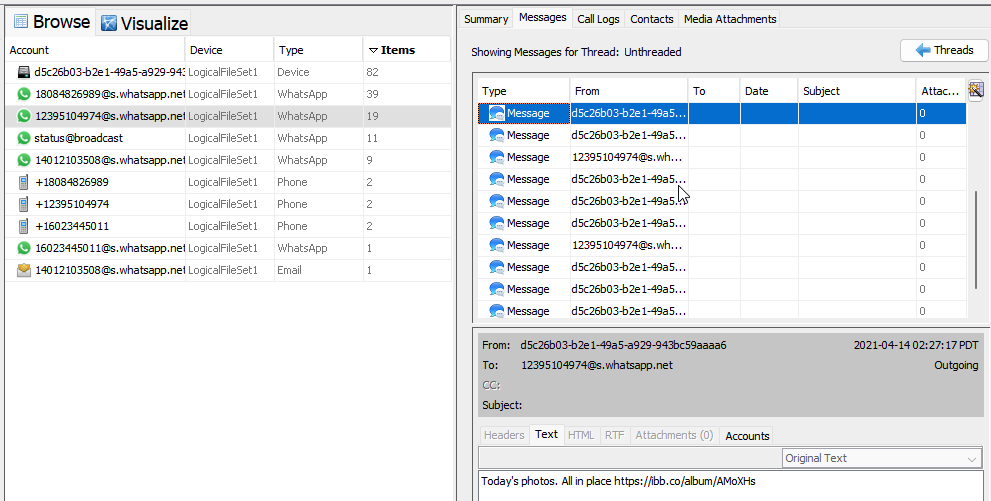 Browse Visualize
Account Device Type Items
d5c26b03-b2e1-49a5-a929-943 LogicalFileSet1 Device 82
18084826989@s.whatsapp.net LogicalFileSet1 WhatsApp 39
12395104974@s.whatsapp.net LogicalFileSet1 WhatsApp 19
status@broadcast LogicalFileSet1 WhatsApp 11
14012103508@s.whatsapp.net LogicalFileSet1 WhatsApp 9
+18084826989 LogicalFileSet1 Phone 2
+12395104974 LogicalFileSet1 Phone 2
+16023445011 LogicalFileSet1 Phone 2
16023445011@s.whatsapp.net LogicalFileSet1 WhatsApp 1
14012103508@s.whatsapp.net LogicalFileSet1 Email 1
Summary Messages Call Logs Contacts Media Attachments
Showing Messages for Thread: Unthreaded
Threads
Type From To Date Subject Attac...
Message d5c26b03-b2e1-49a5... 0
Message d5c26b03-b2e1-49a5... 0
Message 12395104974@s.wh... 0
Message d5c26b03-b2e1-49a5... 0
Message d5c26b03-b2e1-49a5... 0
Message d5c26b03-b2e1-49a5... 0
Message 12395104974@s.wh... 0
Message d5c26b03-b2e1-49a5... 0
Message d5c26b03-b2e1-49a5... 0
Message d5c26b03-b2e1-49a5... 0
From: d5c26b03-b2e1-49a5-a929-943bc59aaaa6 2021-04-14 02:27:17 PDT
To: 12395104974@s.whatsapp.net Outgoing
CC:
Subject:
Headers Text HTML RTF Attachments (0) Accounts
Original Text
Today's photos. All in place https://ibb.co/album/AMoXHs